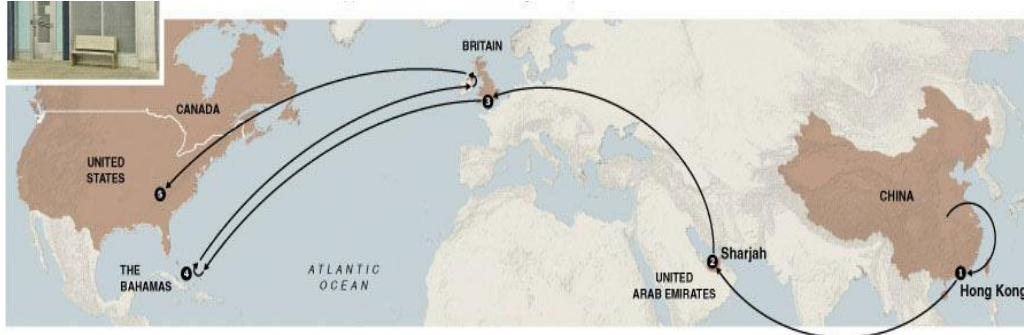 BRITAIN
CANADA
UNITED
STATES
THE
BAHAMAS
ATLANTIC
OCEAN
CHINA
Sharjah
UNITED
ARAB EMIRATES
Hong Kong
1
2
3
4
5